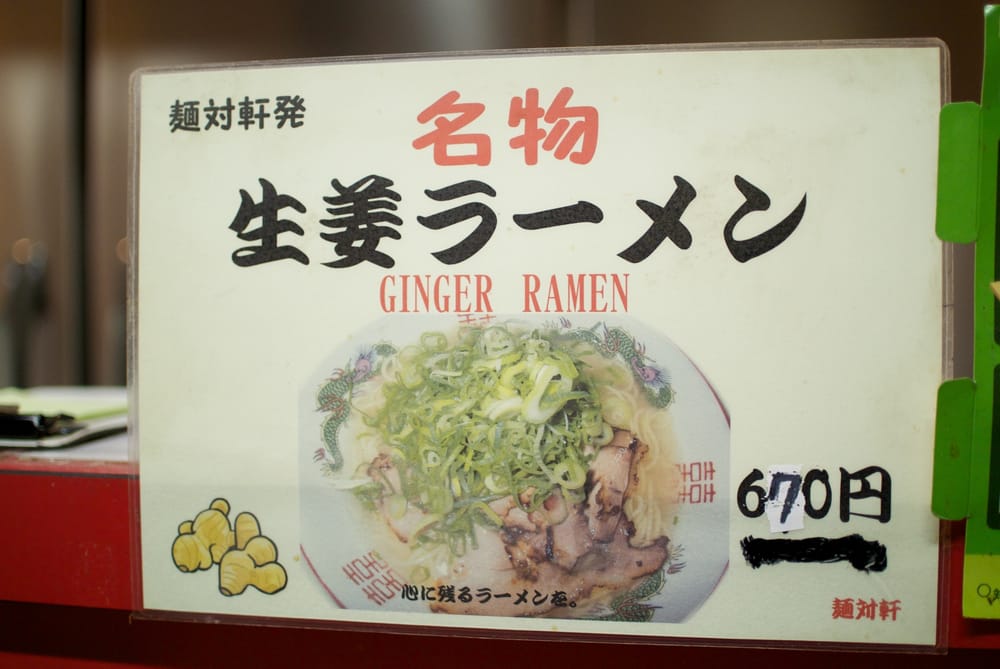 麺対軒発
名物
生姜ラーメン
GINGER RAMEN
670円
心に残るラーメンを。
麺対軒